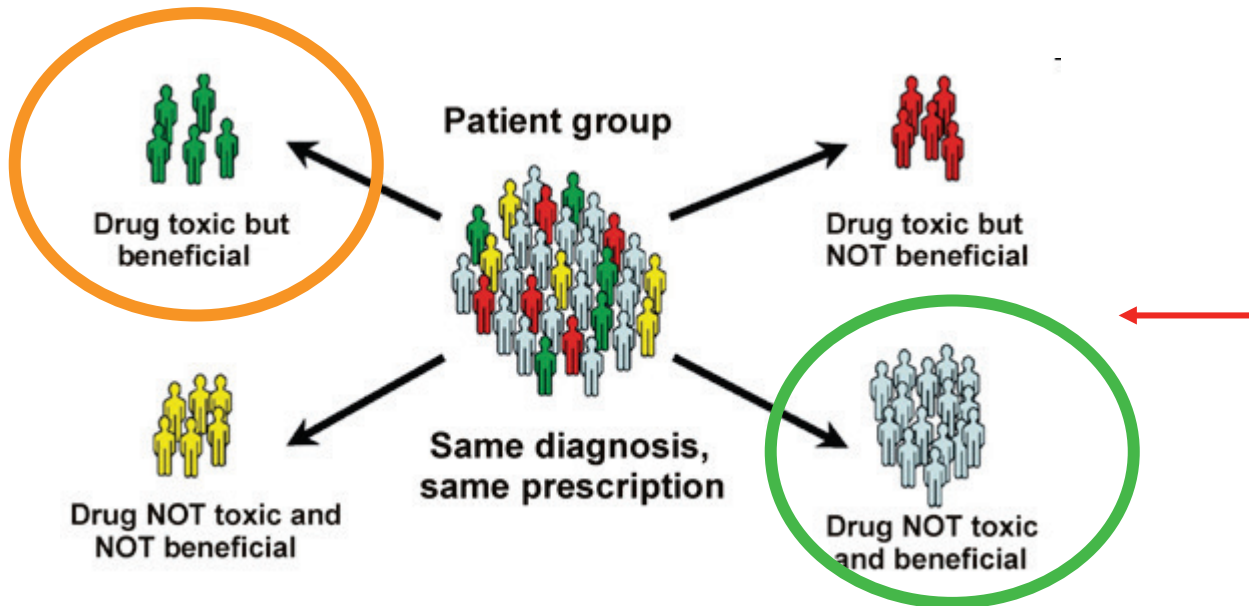 Patient group
Drug toxic but
beneficial
Drug toxic but
NOT beneficial
Same diagnosis,
same prescription
Drug NOT toxic and
NOT beneficial
Drug NOT toxic
and beneficial